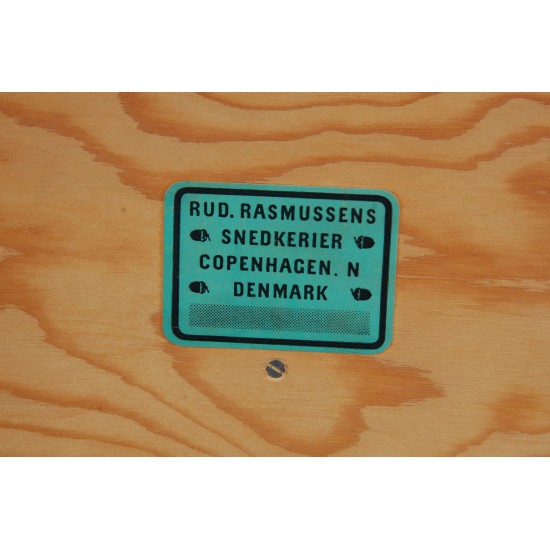 RUD. RASMUSSENS
SNEDKERIER
COPENHAGEN. N
DENMARK